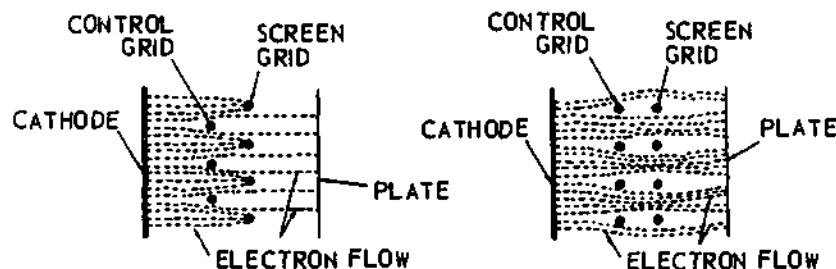 CONTROL
GRID
SCREEN
GRID
CATHODE
PLATE
ELECTRON FLOW
CONTROL
GRID
SCREEN
GRID
CATHODE
PLATE
ELECTRON FLOW